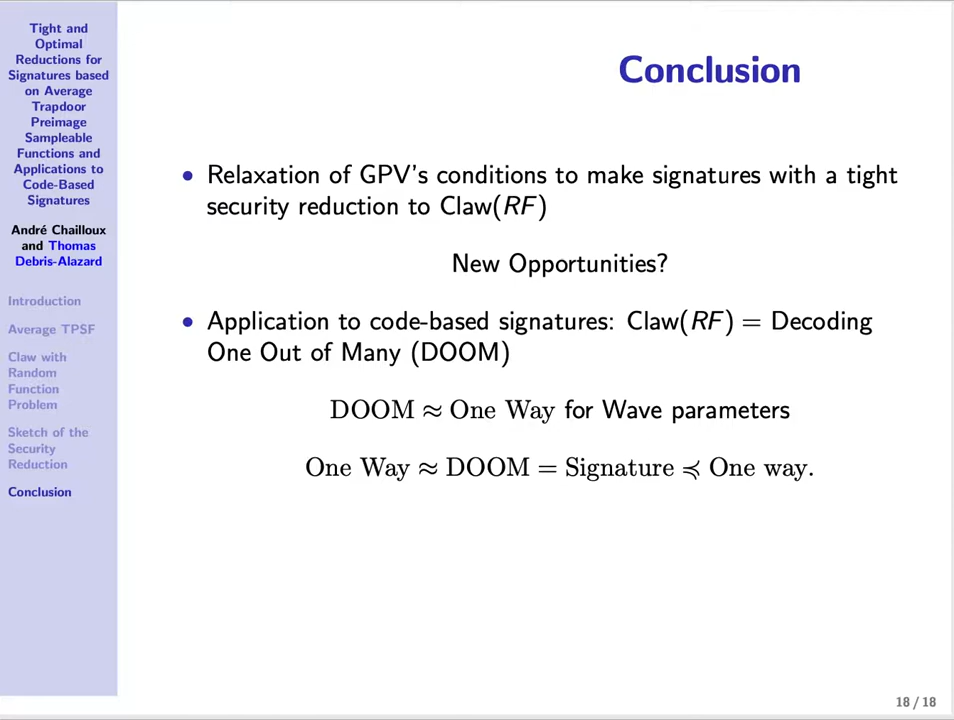 Tight and
Optimal
Reductions for
Signatures based
on Average
Trapdoor
Preimage
Sampleable
Functions and
Applications to
Code-Based
Signatures
André Chailloux
and Thomas
Debris-Alazard
Introduction
Average TPSF
Claw with
Random
Function
Problem
Sketch of the
Security
Reduction
Conclusion
Conclusion
• Relaxation of GPV's conditions to make signatures with a tight
security reduction to Claw(RF)
New Opportunities?
• Application to code-based signatures: Claw(RF) = Decoding
One Out of Many (DOOM)
DOOM ≈ One Way for Wave parameters
One Way ≈ DOOM = Signature ≼ One way.
18 / 18